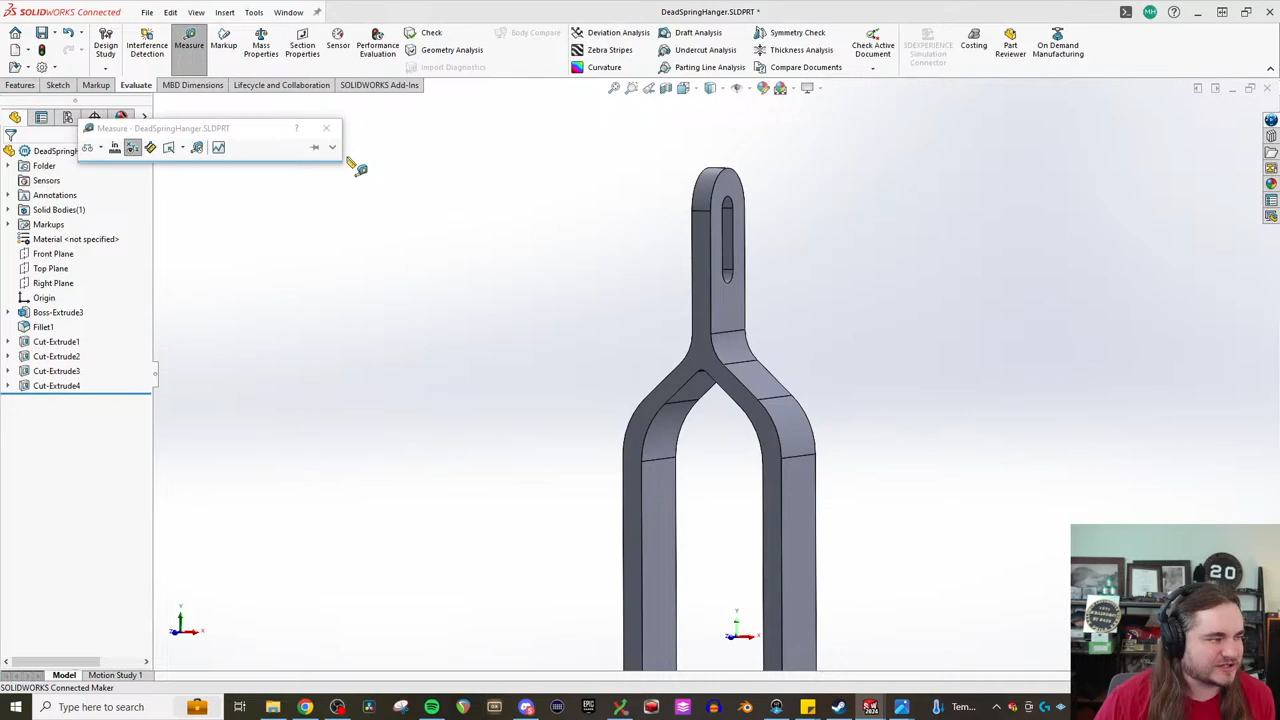 SOLIDWORKS File Edit View Insert Tools Window DeadSpringHanger.SLDPRT * MH
Design Study
Interference Detection
Measure
Markup
Mass Properties
Section Properties
Sensor
Performance Evaluation
Check
Geometry Analysis
Import Diagnostics
Body Compare
Deviation Analysis
Zebra Stripes
Curvature
Draft Analysis
Undercut Analysis
Parting Line Analysis
Symmetry Check
Thickness Analysis
Compare Documents
Check Active Document
3DEXPERIENCE Simulation Connector
Costing
Part Reviewer
On Demand Manufacturing
Features Sketch Markup Evaluate MBD Dimensions Lifecycle and Collaboration SOLIDWORKS Add-Ins
Measure - DeadSpringHanger.SLDPRT ?
in
DeadSpringH
Folder
Sensors
Annotations
Solid Bodies(1)
Markups
Material <not specified>
Front Plane
Top Plane
Right Plane
Origin
Boss-Extrude3
Fillet1
Cut-Extrude1
Cut-Extrude2
Cut-Extrude3
Cut-Extrude4
Y
X
Z
Y
X
Z
20
Model Motion Study 1
SOLIDWORKS Connected Maker
Type here to search
Tem...